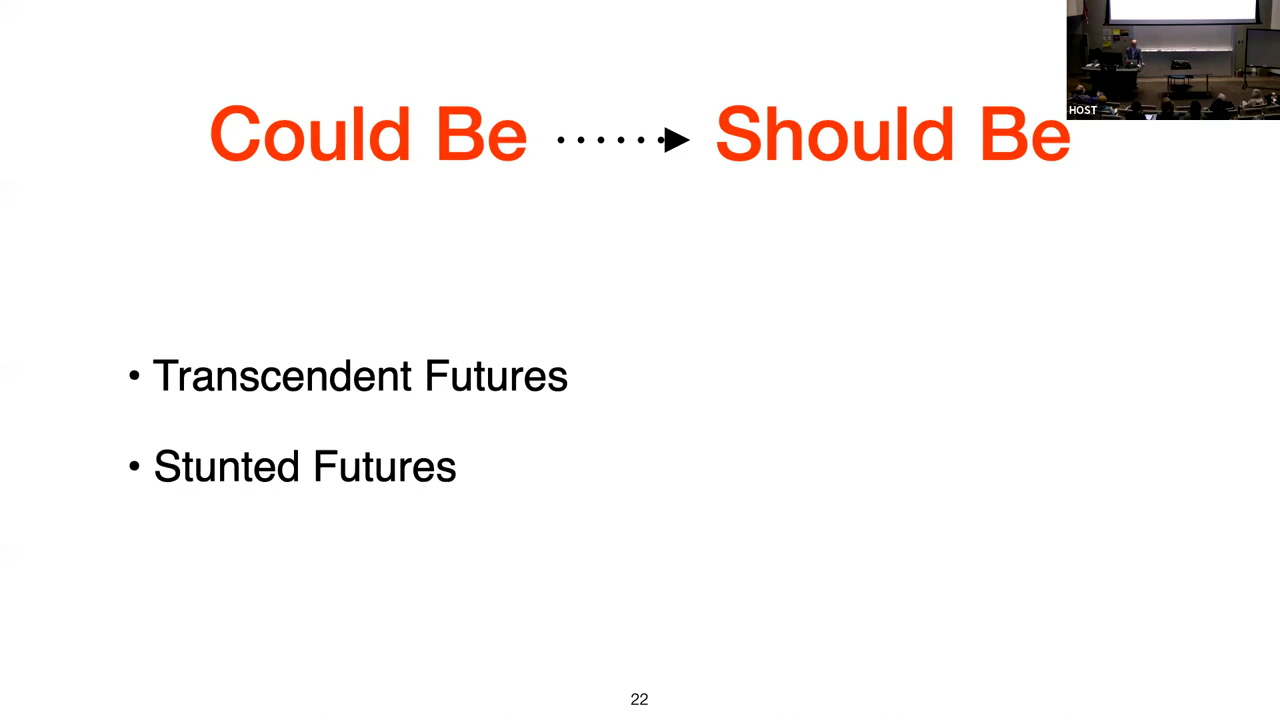 Could Be ······▶ Should Be
HOST
• Transcendent Futures
• Stunted Futures
22